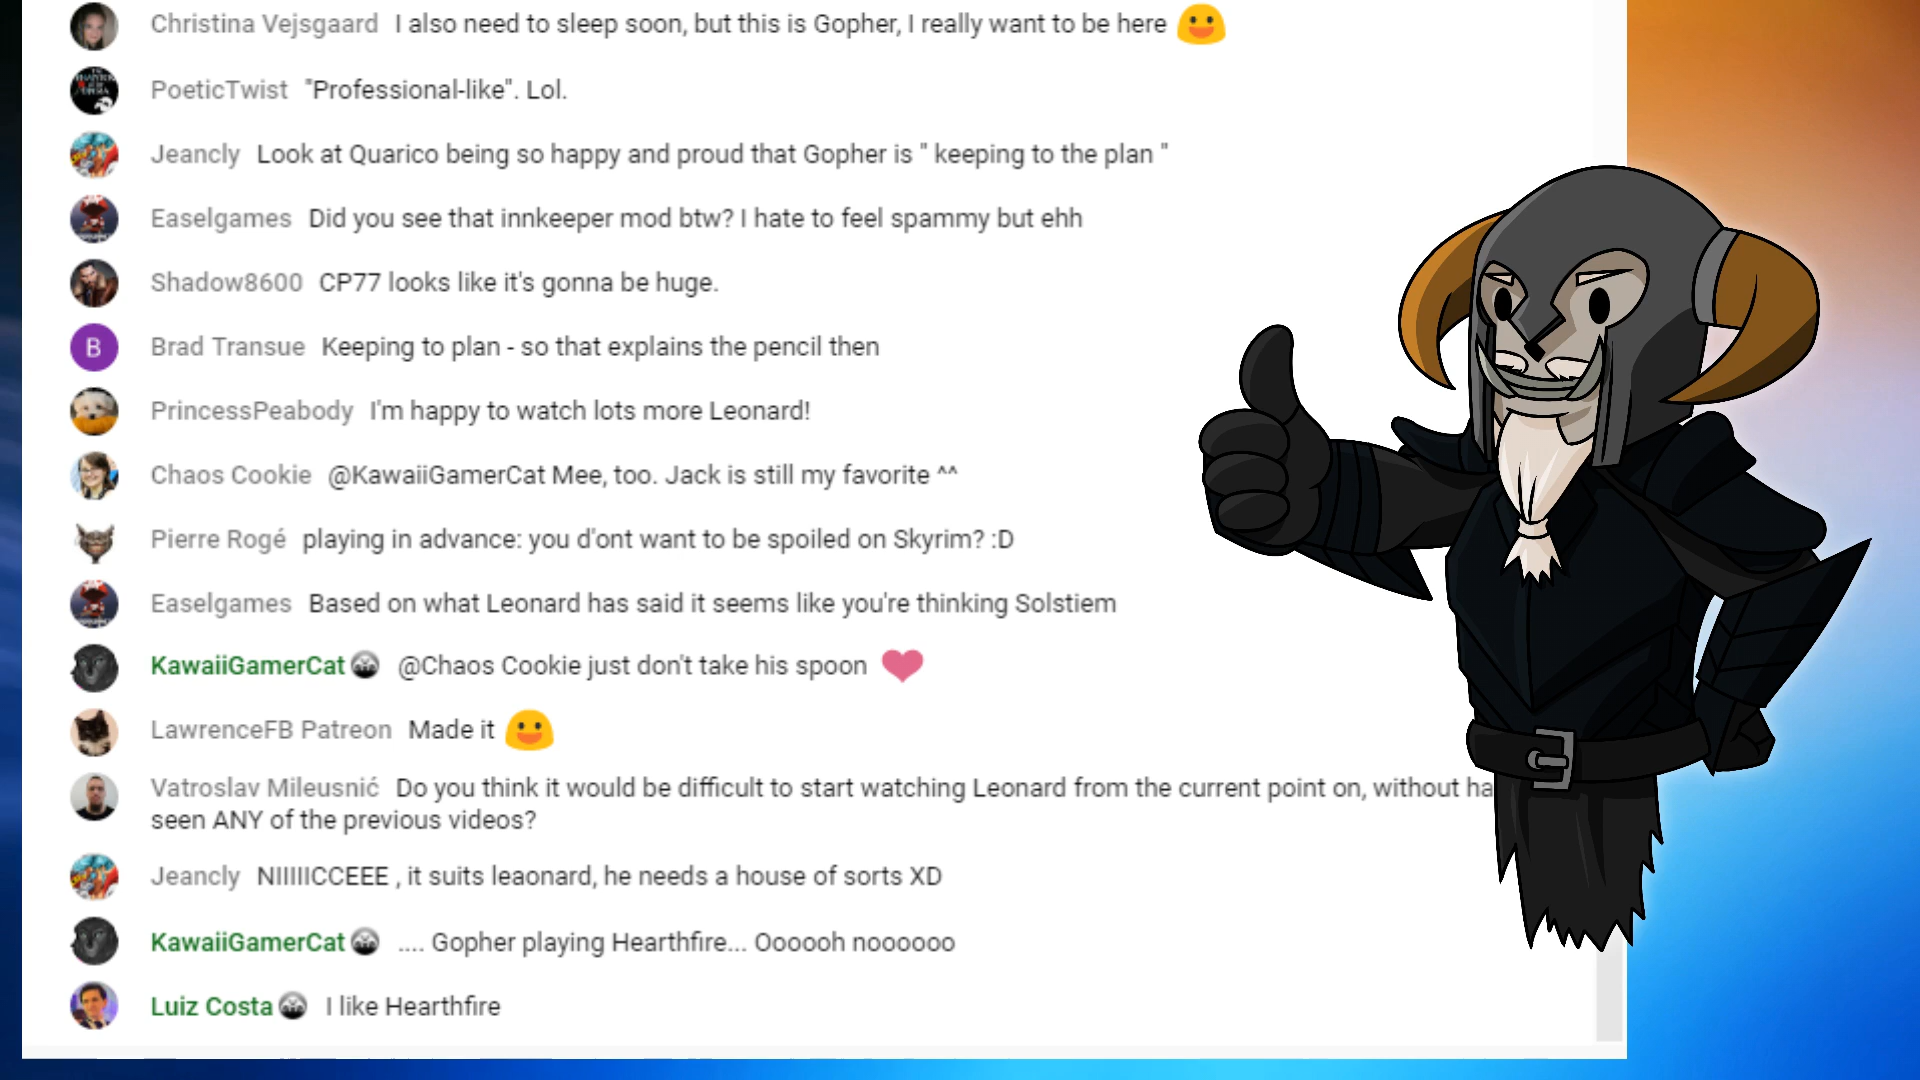 Christina Vejsgaard I also need to sleep soon, but this is Gopher, I really want to be here
PoeticTwist "Professional-like". Lol.
Jeancly Look at Quarico being so happy and proud that Gopher is " keeping to the plan "
Easelgames Did you see that innkeeper mod btw? I hate to feel spammy but ehh
Shadow8600 CP77 looks like it's gonna be huge.
B Brad Transue Keeping to plan - so that explains the pencil then
PrincessPeabody I'm happy to watch lots more Leonard!
Chaos Cookie @KawaiiGamerCat Mee, too. Jack is still my favorite ^^
Pierre Rogé playing in advance: you d'ont want to be spoiled on Skyrim? :D
Easelgames Based on what Leonard has said it seems like you're thinking Solstiem
KawaiiGamerCat @Chaos Cookie just don't take his spoon
LawrenceFB Patreon Made it
Vatroslav Mileusnić Do you think it would be difficult to start watching Leonard from the current point on, without ha
seen ANY of the previous videos?
Jeancly NIIIIICCEEE , it suits leaonard, he needs a house of sorts XD
KawaiiGamerCat .... Gopher playing Hearthfire... Oooooh noooooo
Luiz Costa I like Hearthfire